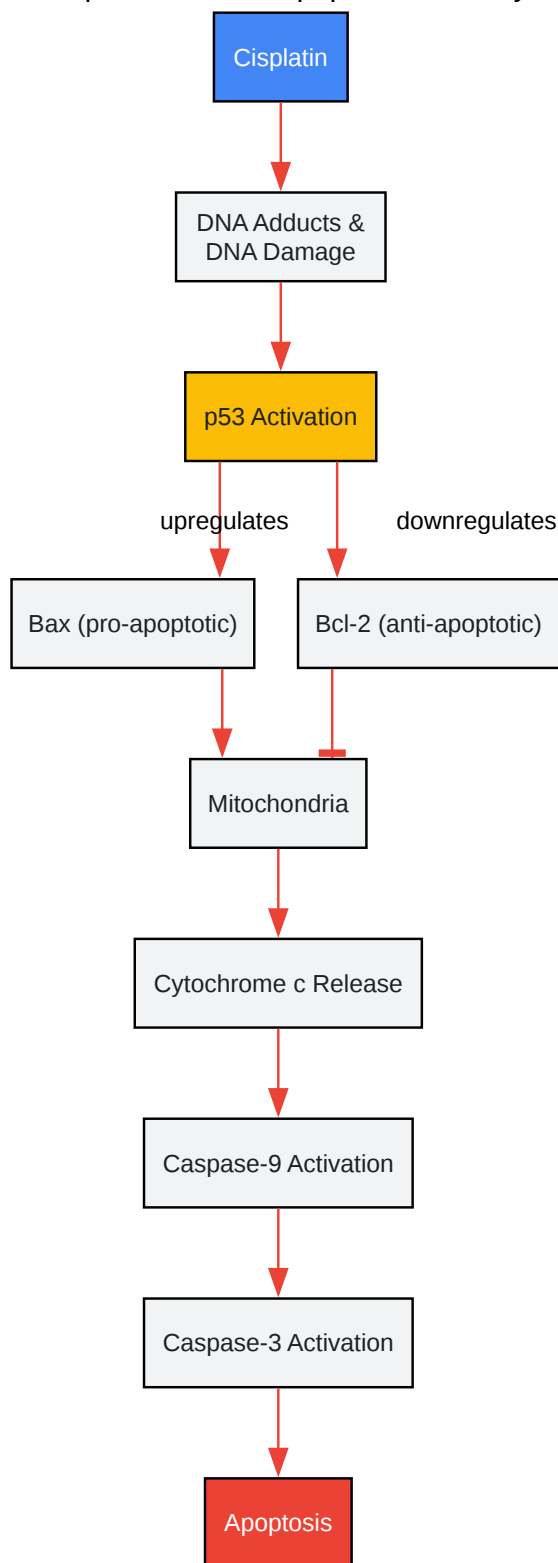 Cisplatin
DNA Adducts &
DNA Damage
p53 Activation
upregulates
downregulates
Bax (pro-apoptotic)
Bcl-2 (anti-apoptotic)
Mitochondria
Cytochrome c Release
Caspase-9 Activation
Caspase-3 Activation
Apoptosis